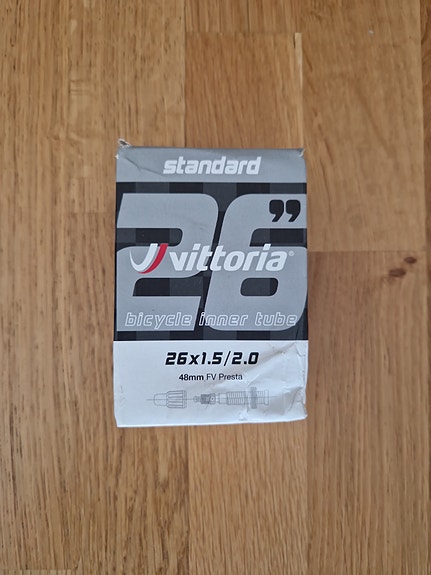 standard
26"
vittoria®
bicycle inner tube
26x1.5/2.0
48mm FV Presta